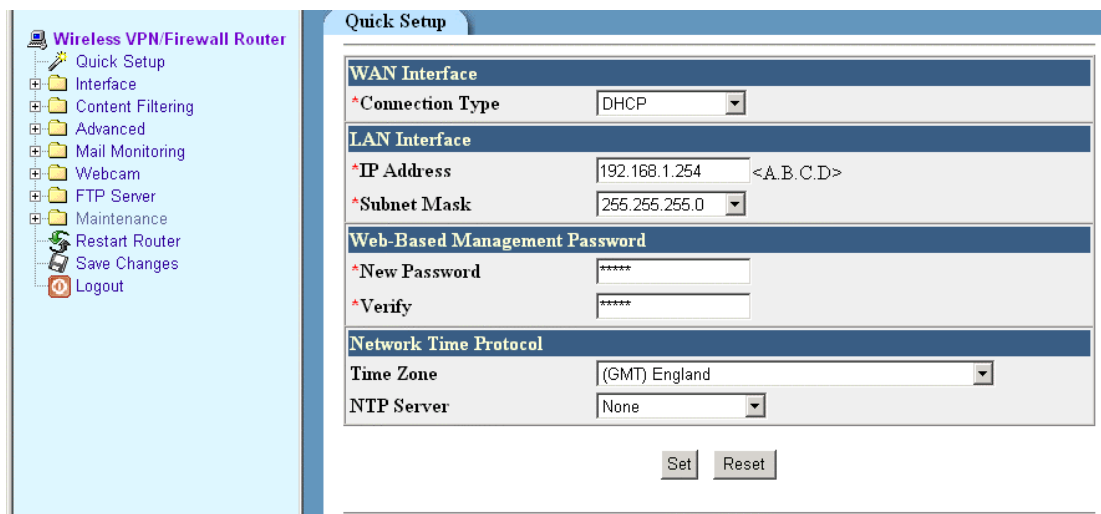 Wireless VPN/Firewall Router
Quick Setup
Interface
Content Filtering
Advanced
Mail Monitoring
Webcam
FTP Server
Maintenance
Restart Router
Save Changes
Logout
Quick Setup
WAN Interface
*Connection Type DHCP
LAN Interface
*IP Address 192.168.1.254 <A.B.C.D>
*Subnet Mask 255.255.255.0
Web-Based Management Password
*New Password *****
*Verify *****
Network Time Protocol
Time Zone (GMT) England
NTP Server None
Set Reset